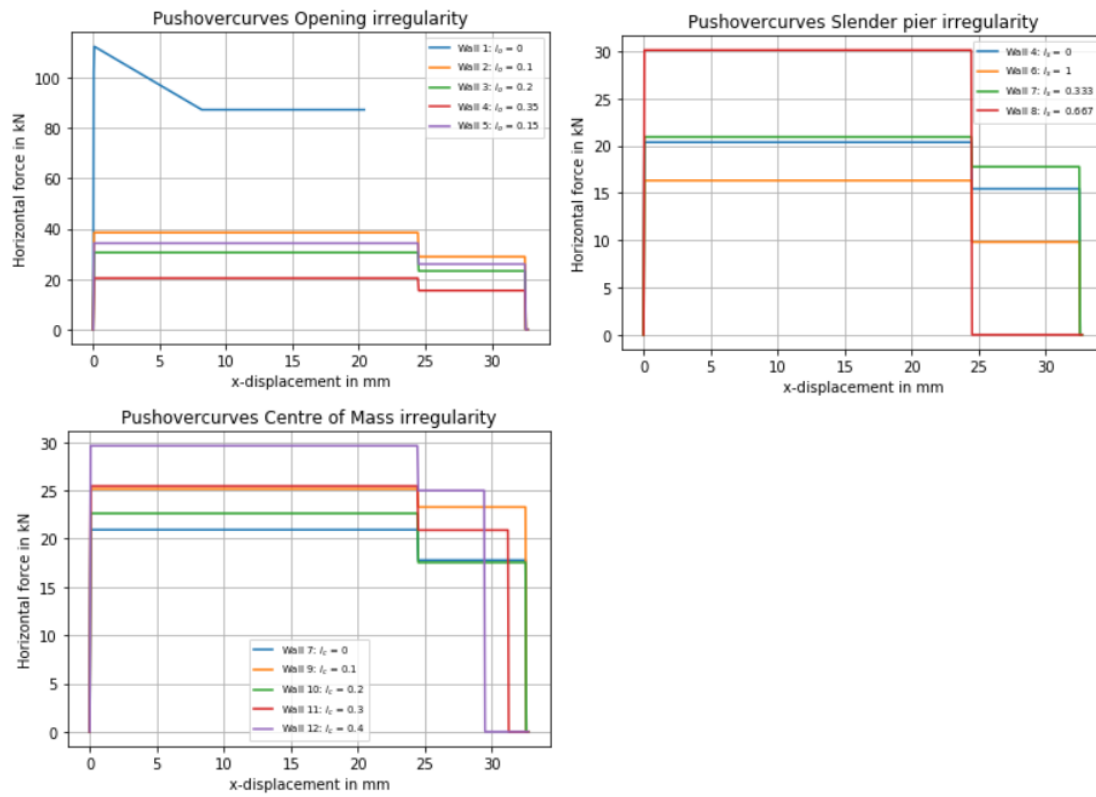 Pushovercurves Opening irregularity
Horizontal force in kN
100
80
60
40
20
0
Wall 1: i_o = 0
Wall 2: i_o = 0.1
Wall 3: i_o = 0.2
Wall 4: i_o = 0.35
Wall 5: i_o = 0.15
0 5 10 15 20 25 30
x-displacement in mm
Pushovercurves Slender pier irregularity
Horizontal force in kN
30
25
20
15
10
5
0
Wall 4: i_s = 0
Wall 6: i_s = 1
Wall 7: i_s = 0.333
Wall 8: i_s = 0.667
0 5 10 15 20 25 30
x-displacement in mm
Pushovercurves Centre of Mass irregularity
Horizontal force in kN
30
25
20
15
10
5
0
Wall 7: i_c = 0
Wall 9: i_c = 0.1
Wall 10: i_c = 0.2
Wall 11: i_c = 0.3
Wall 12: i_c = 0.4
0 5 10 15 20 25 30
x-displacement in mm